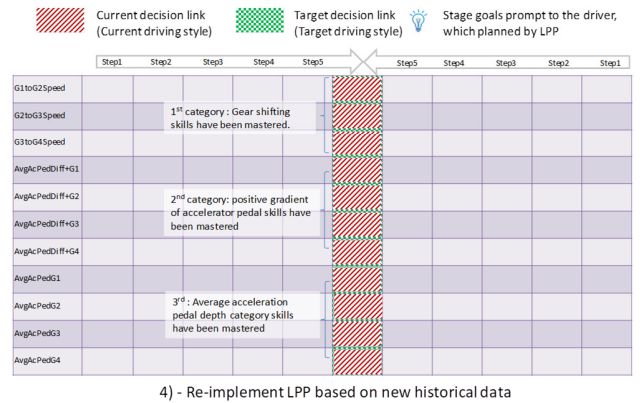 Current decision link
(Current driving style)
Target decision link
(Target driving style)
Stage goals prompt to the driver,
which planned by LPP
Step1 Step2 Step3 Step4 Step5 Step5 Step4 Step3 Step2 Step1
G1toG2Speed
G2toG3Speed
G3toG4Speed
1st category : Gear shifting
skills have been mastered.
AvgAcPedDiff+G1
AvgAcPedDiff+G2
AvgAcPedDiff+G3
AvgAcPedDiff+G4
2nd category: positive gradient
of accelerator pedal skills have
been mastered
AvgAcPedG1
AvgAcPedG2
AvgAcPedG3
AvgAcPedG4
3rd : Average acceleration
pedal depth category skills
have been mastered
4) - Re-implement LPP based on new historical data